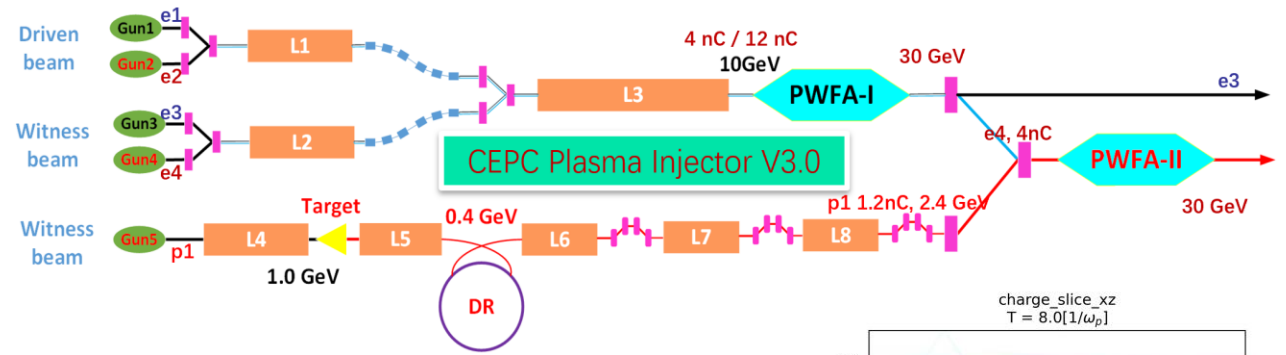 Driven
beam
Gun1
e1
Gun2
e2
L1
4 nC / 12 nC
10GeV
L3
PWFA-I
30 GeV
e3
Witness
beam
Gun3
e3
Gun4
e4
L2
CEPC Plasma Injector V3.0
e4, 4nC
PWFA-II
30 GeV
Witness
beam
Gun5
p1
L4
Target
1.0 GeV
L5
0.4 GeV
DR
L6
L7
L8
p1 1.2nC, 2.4 GeV
charge_slice_xz
T = 8.0[1/ωp]